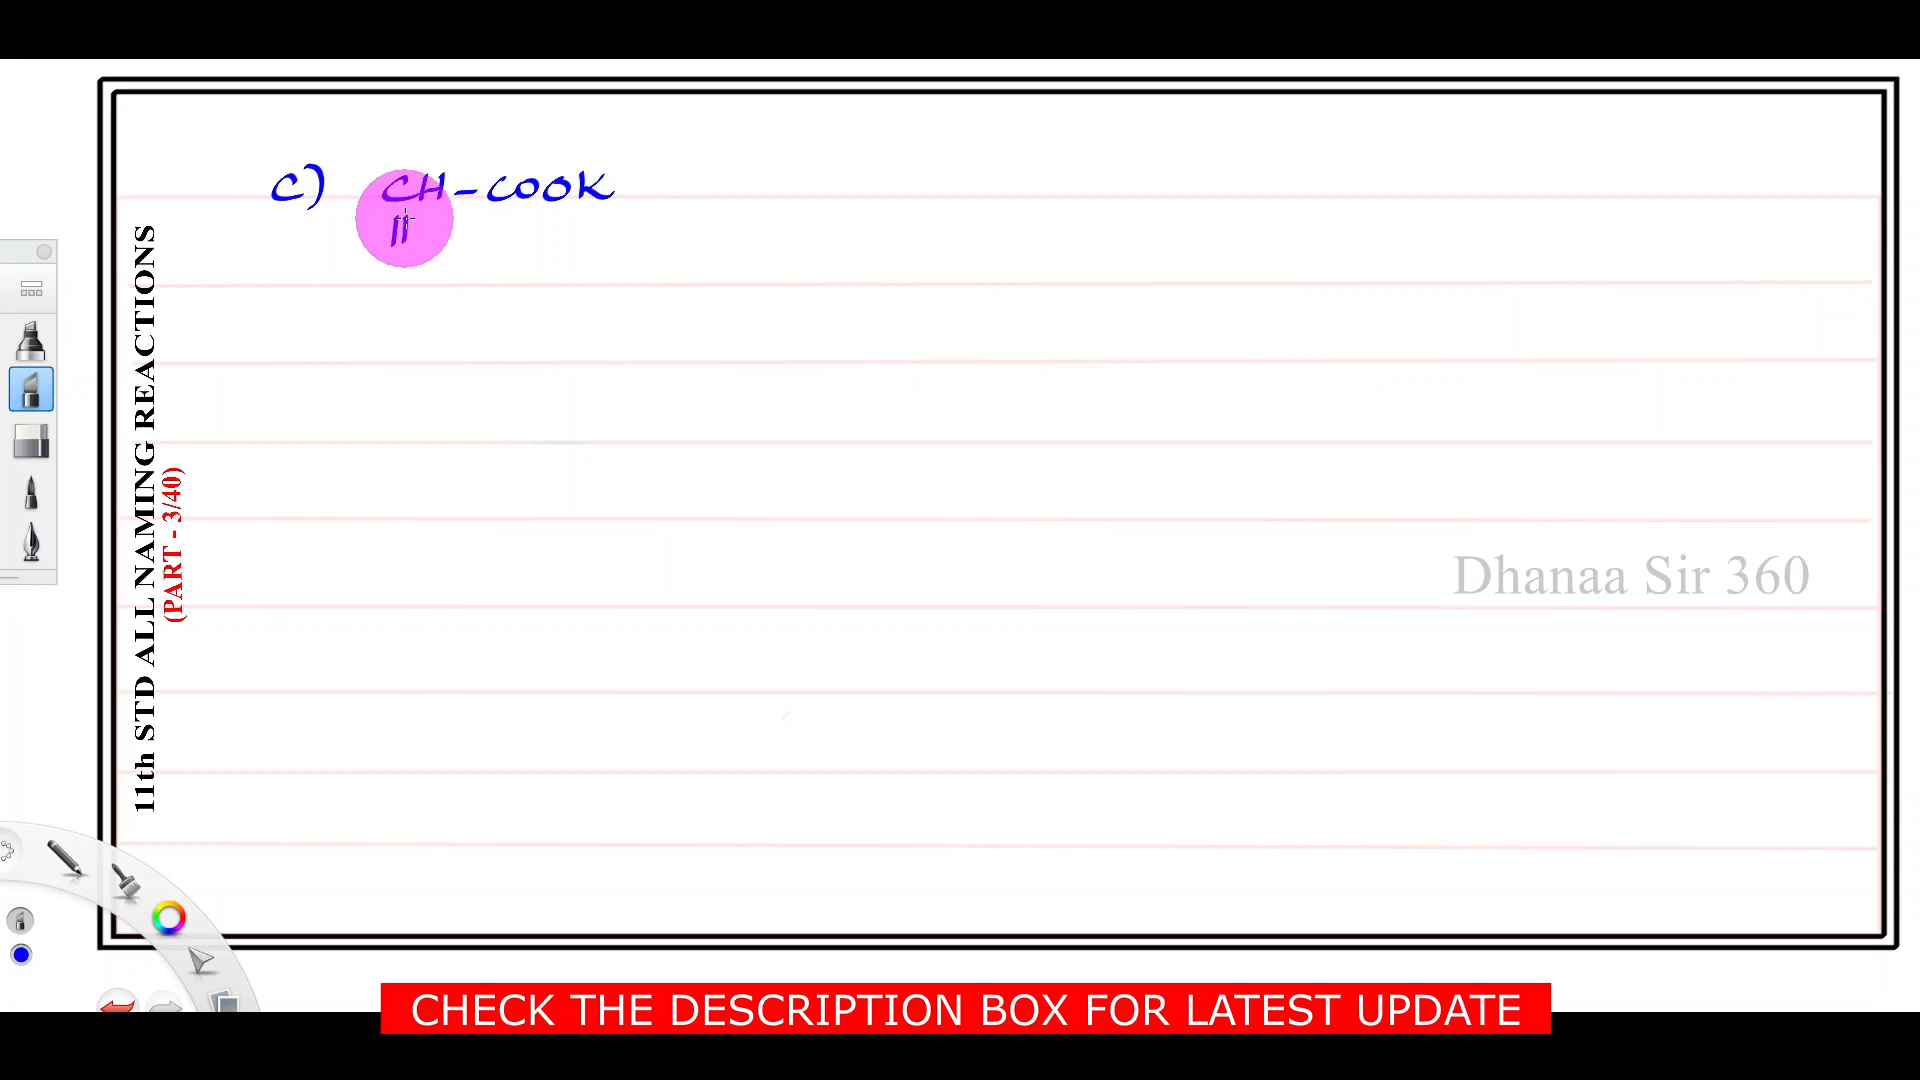 C) CH-COOK
||
11th STD ALL NAMING REACTIONS
(PART - 3/40)
Dhanaa Sir 360
CHECK THE DESCRIPTION BOX FOR LATEST UPDATE